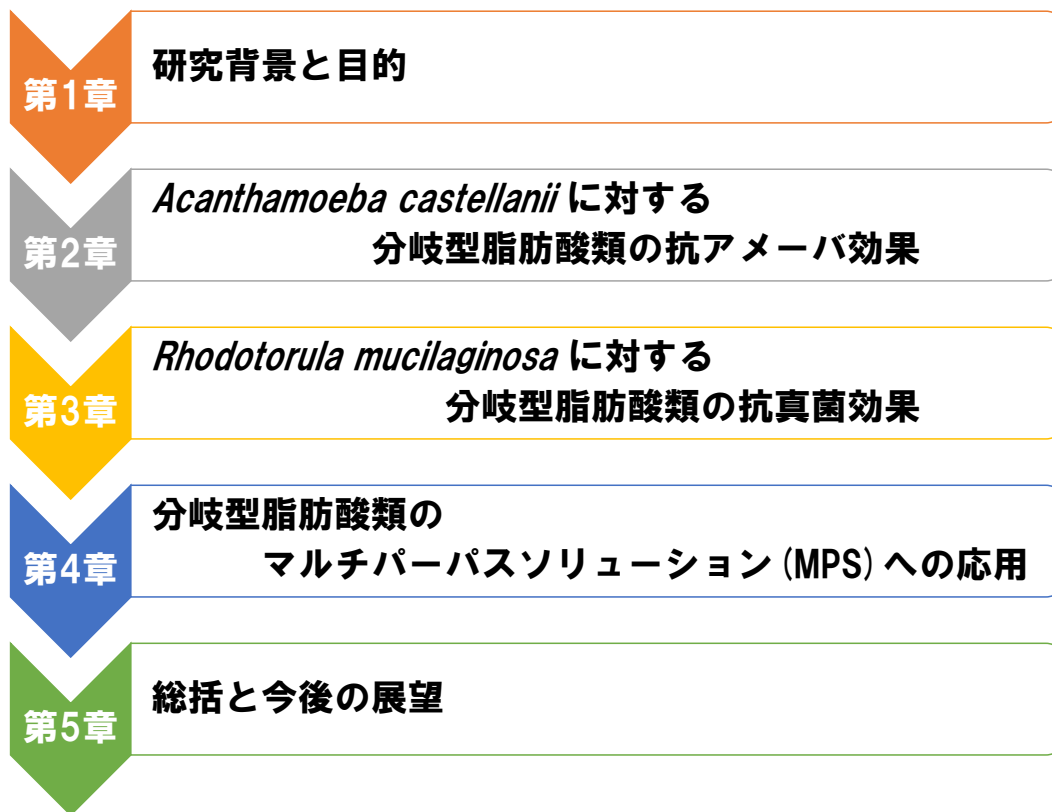 第1章
研究背景と目的
第2章
Acanthamoeba castellanii に対する
分岐型脂肪酸類の抗アメーバ効果
第3章
Rhodotorula mucilaginosa に対する
分岐型脂肪酸類の抗真菌効果
第4章
分岐型脂肪酸類の
マルチパーパスソリューション(MPS)への応用
第5章
総括と今後の展望